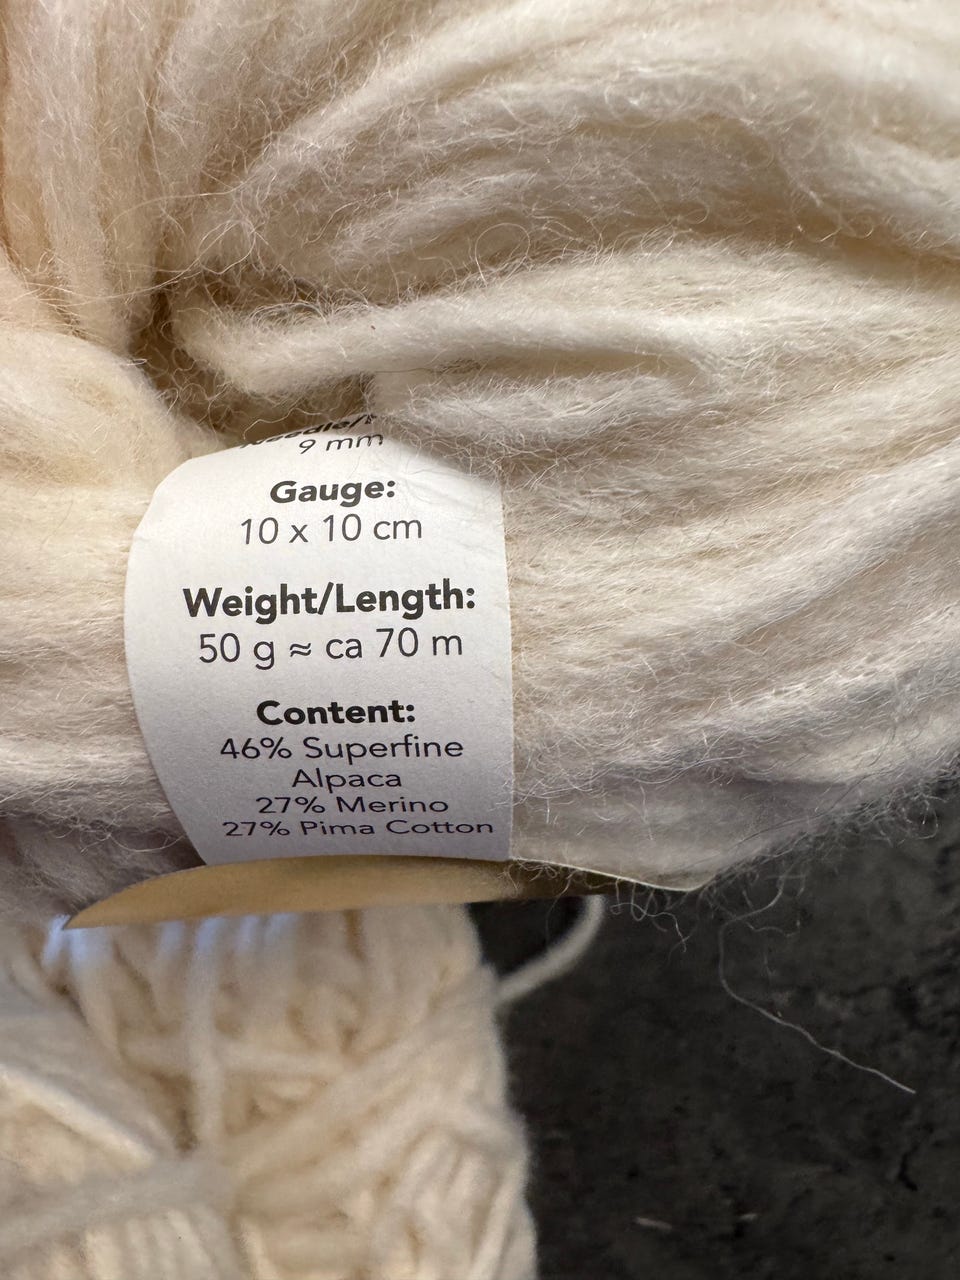 9 mm
Gauge:
10 x 10 cm
Weight/Length:
50 g ≈ ca 70 m
Content:
46% Superfine
Alpaca
27% Merino
27% Pima Cotton